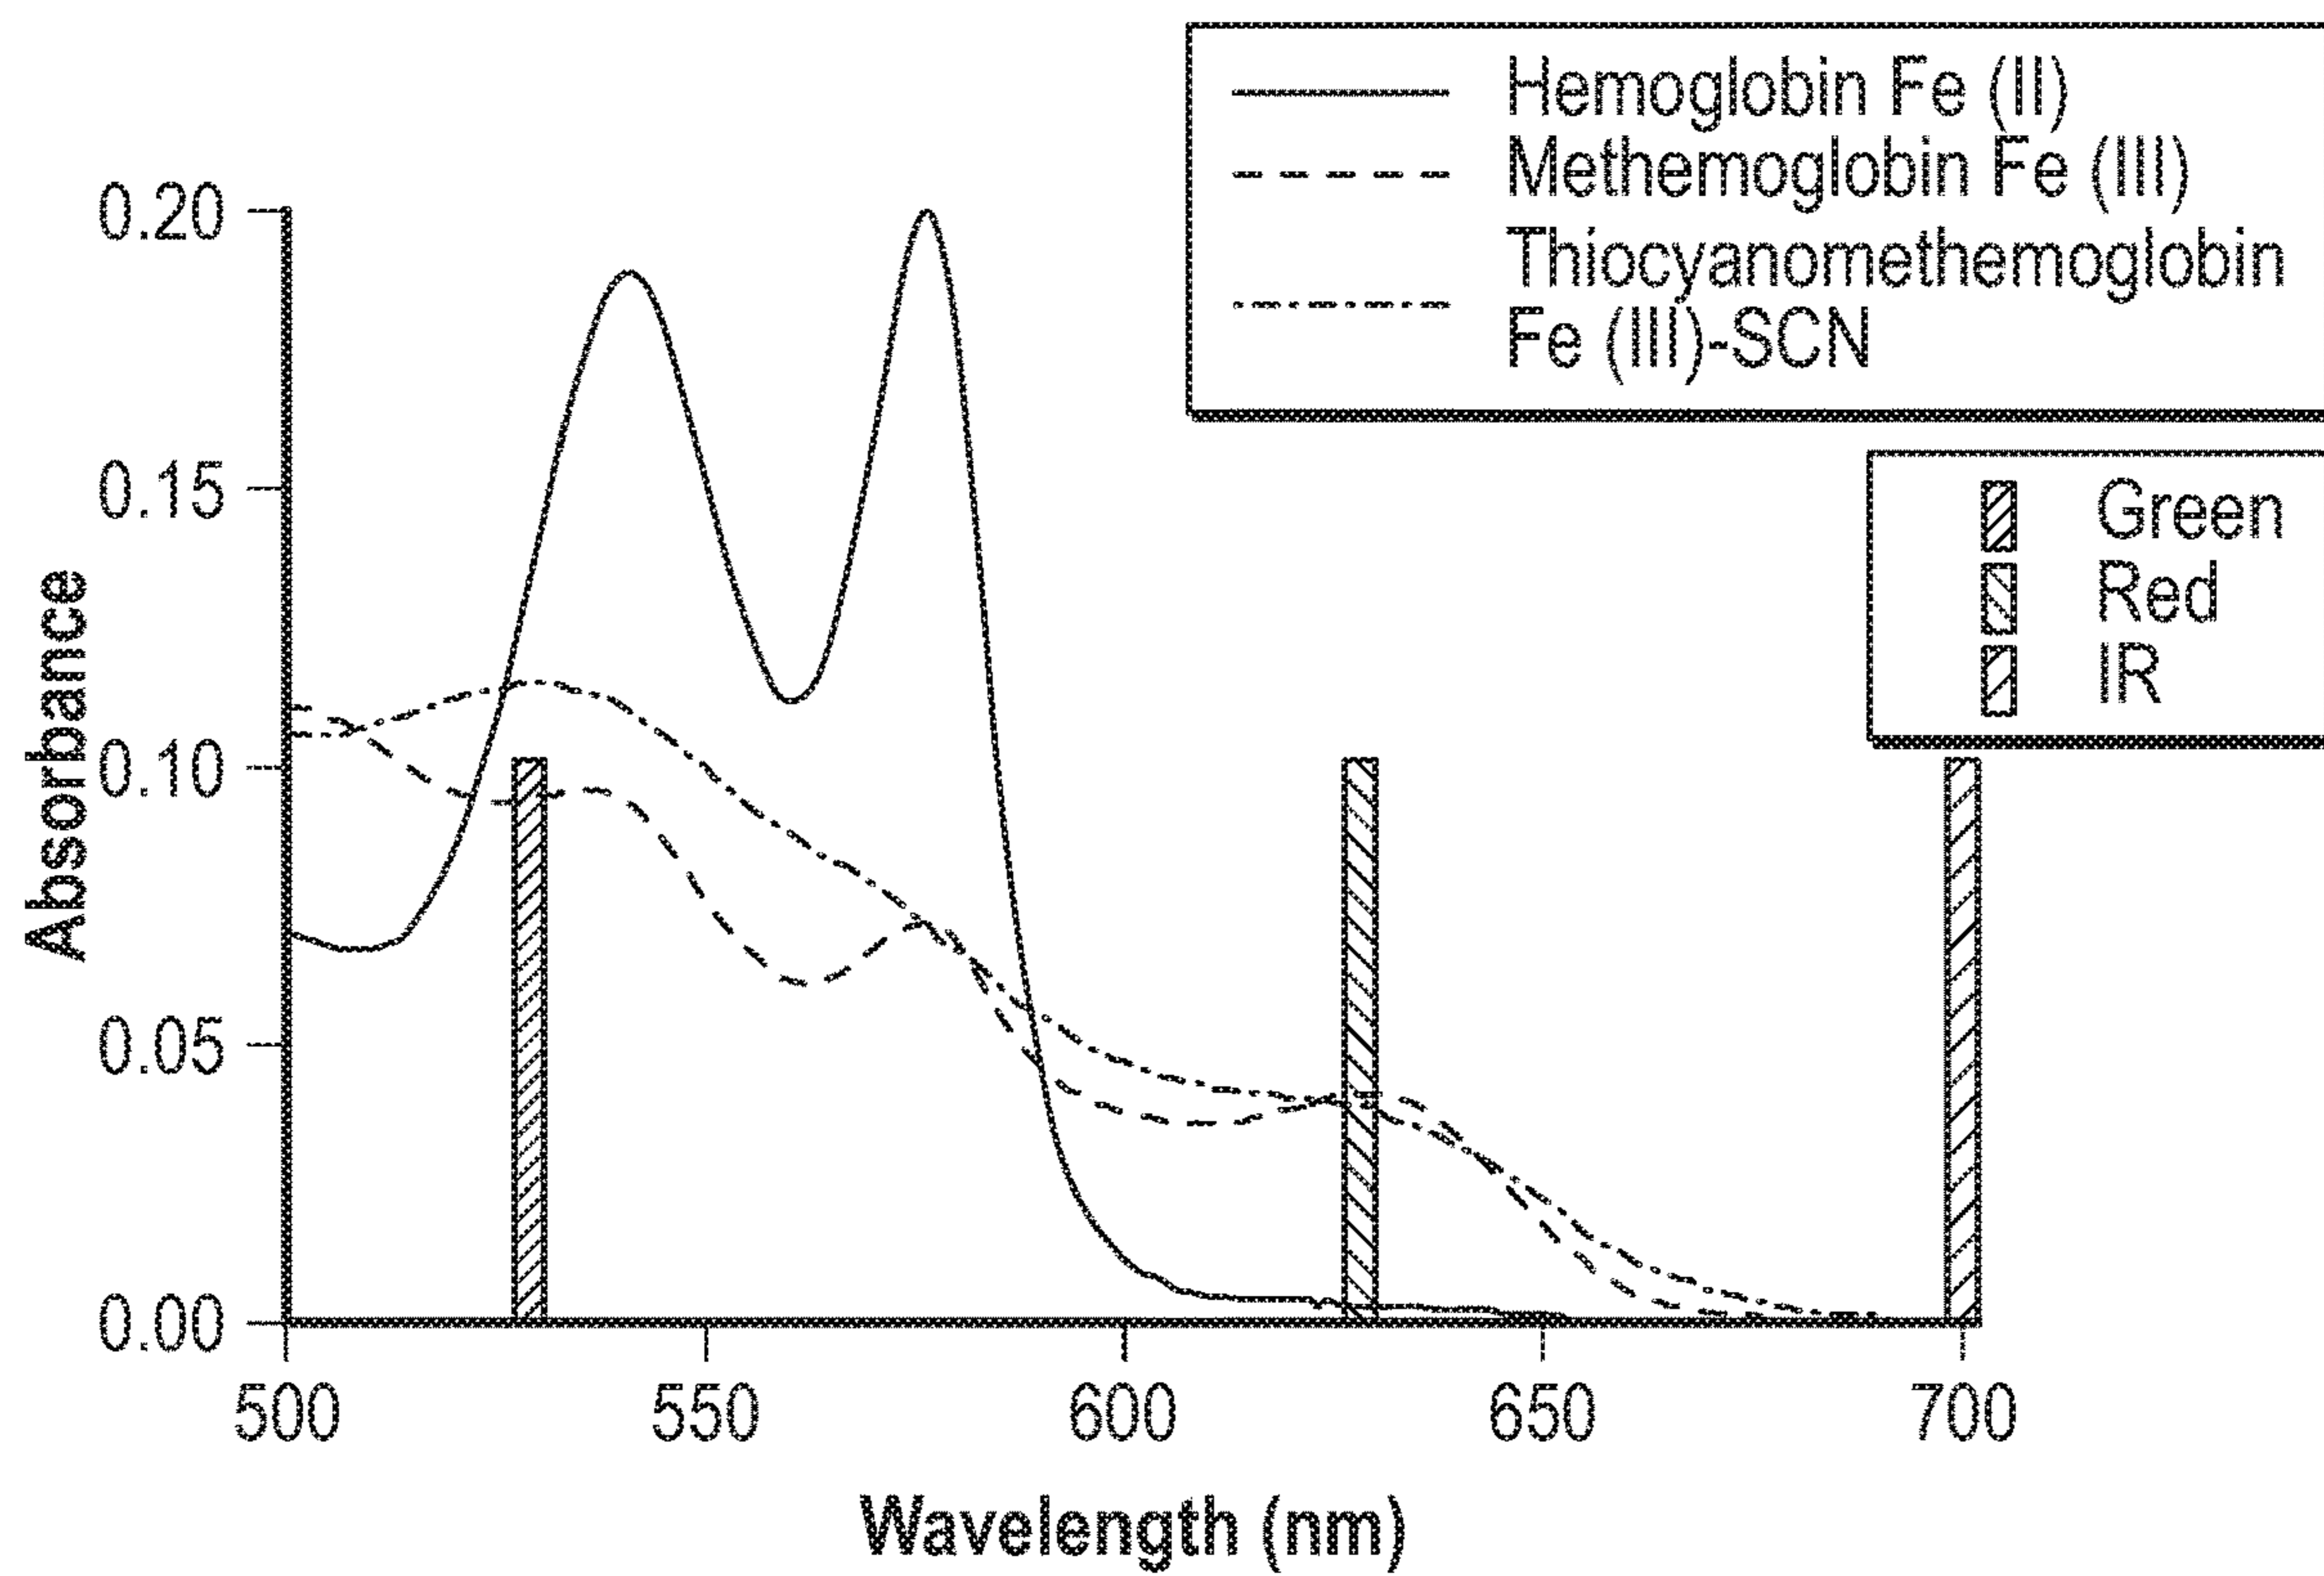 Hemoglobin Fe (II)
Methemoglobin Fe (III)
Thiocyanomethemoglobin
Fe (III)-SCN
Green
Red
IR
Absorbance
0.20
0.15
0.10
0.05
0.00
500
550
600
650
700
Wavelength (nm)